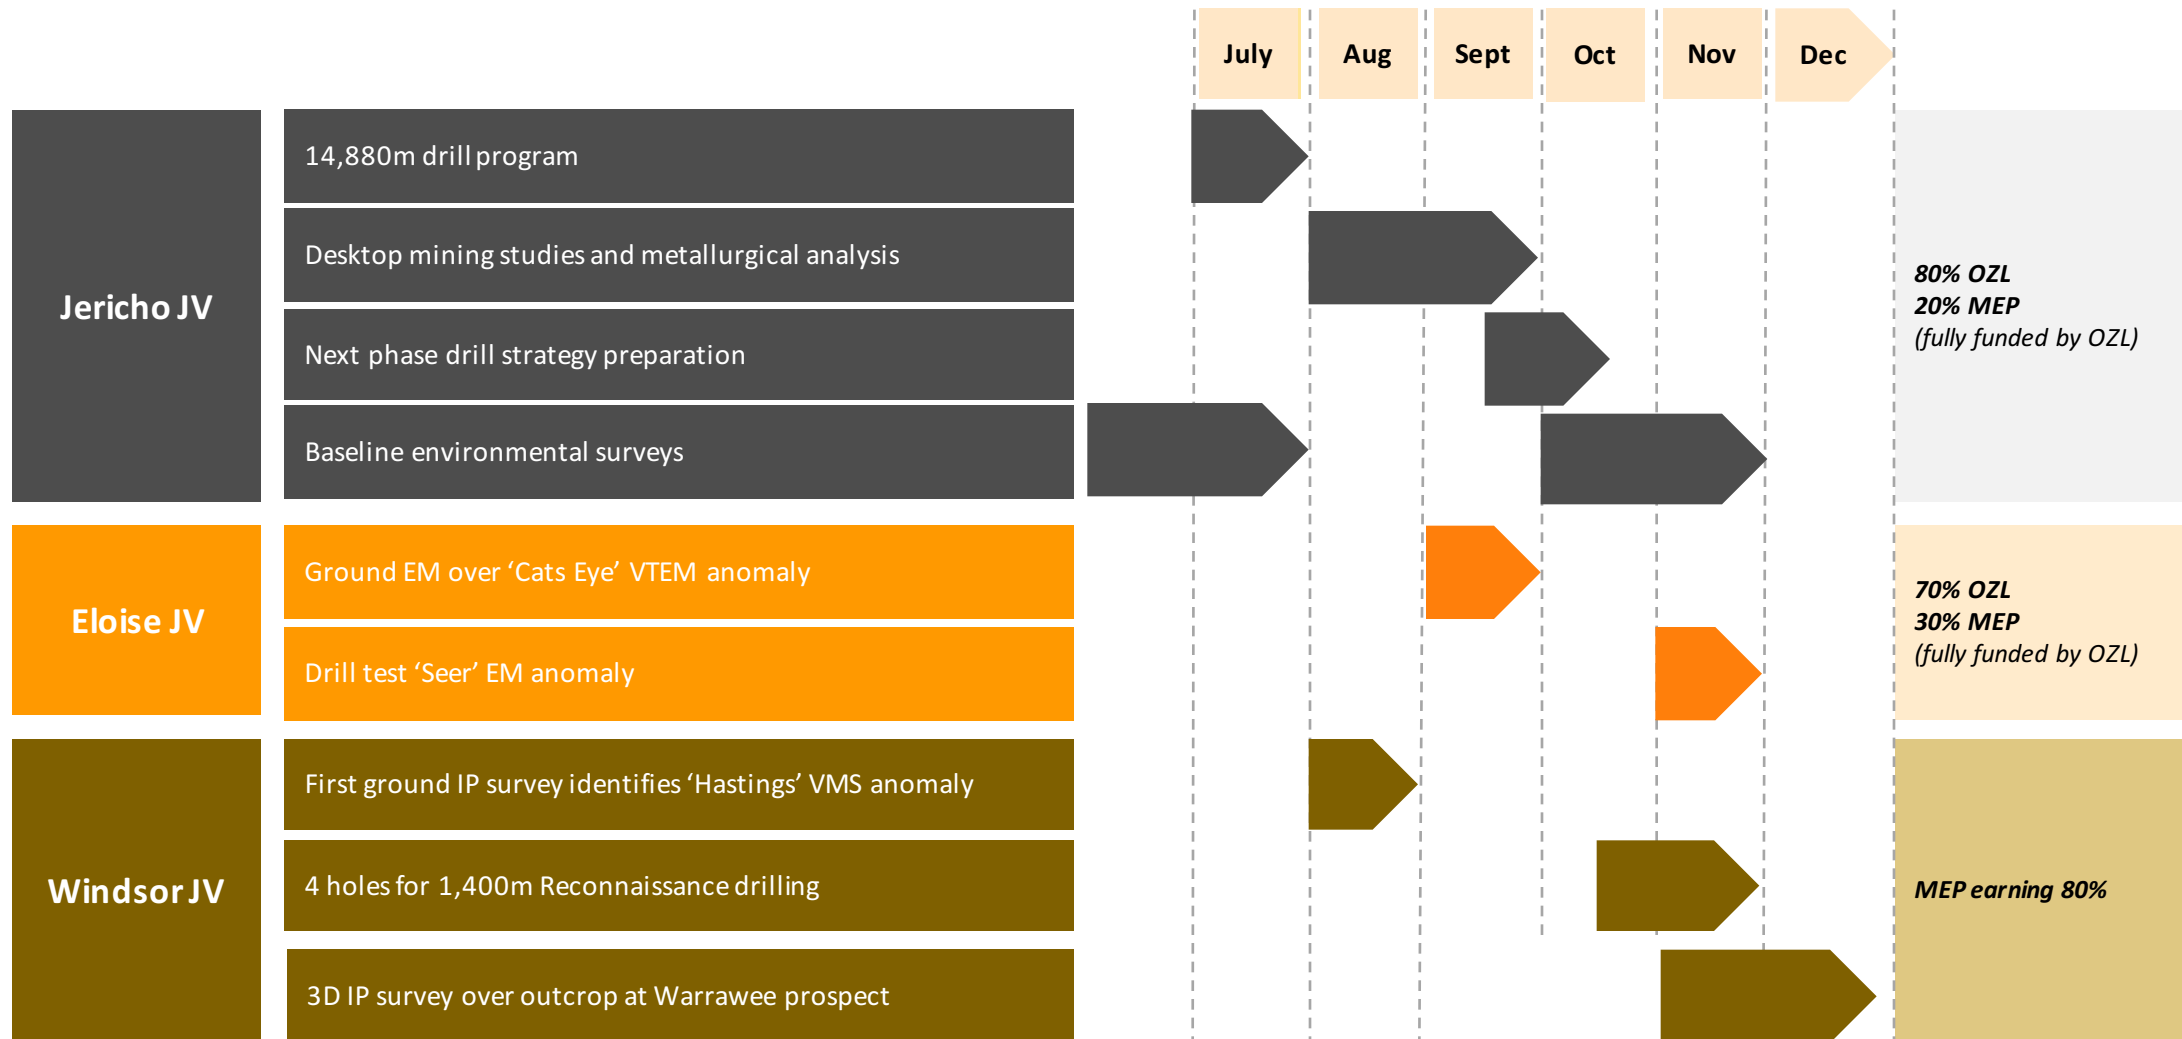 July
Aug
Sept
Oct
Nov
Dec
Jericho JV
14,880m drill program
Desktop mining studies and metallurgical analysis
Next phase drill strategy preparation
Baseline environmental surveys
80% OZL
20% MEP
(fully funded by OZL)
Eloise JV
Ground EM over ‘Cats Eye’ VTEM anomaly
Drill test ‘Seer’ EM anomaly
70% OZL
30% MEP
(fully funded by OZL)
Windsor JV
First ground IP survey identifies ‘Hastings’ VMS anomaly
4 holes for 1,400m Reconnaissance drilling
3D IP survey over outcrop at Warrawee prospect
MEP earning 80%